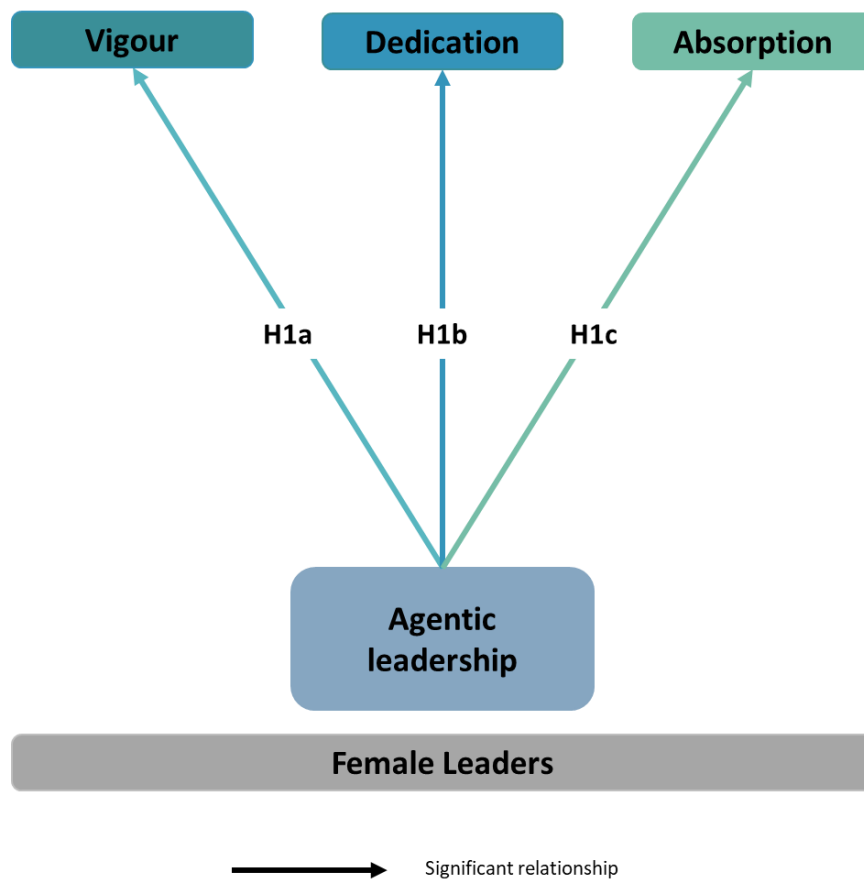 Vigour
Dedication
Absorption
H1a
H1b
H1c
Agentic
leadership
Female Leaders
Significant relationship